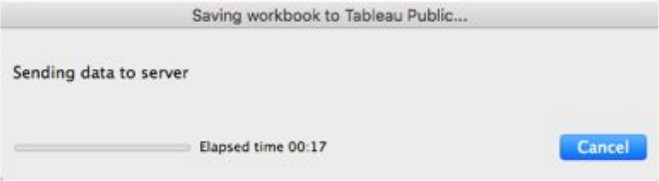 Saving workbook to Tableau Public...
Sending data to server
Elapsed time 00:17
Cancel